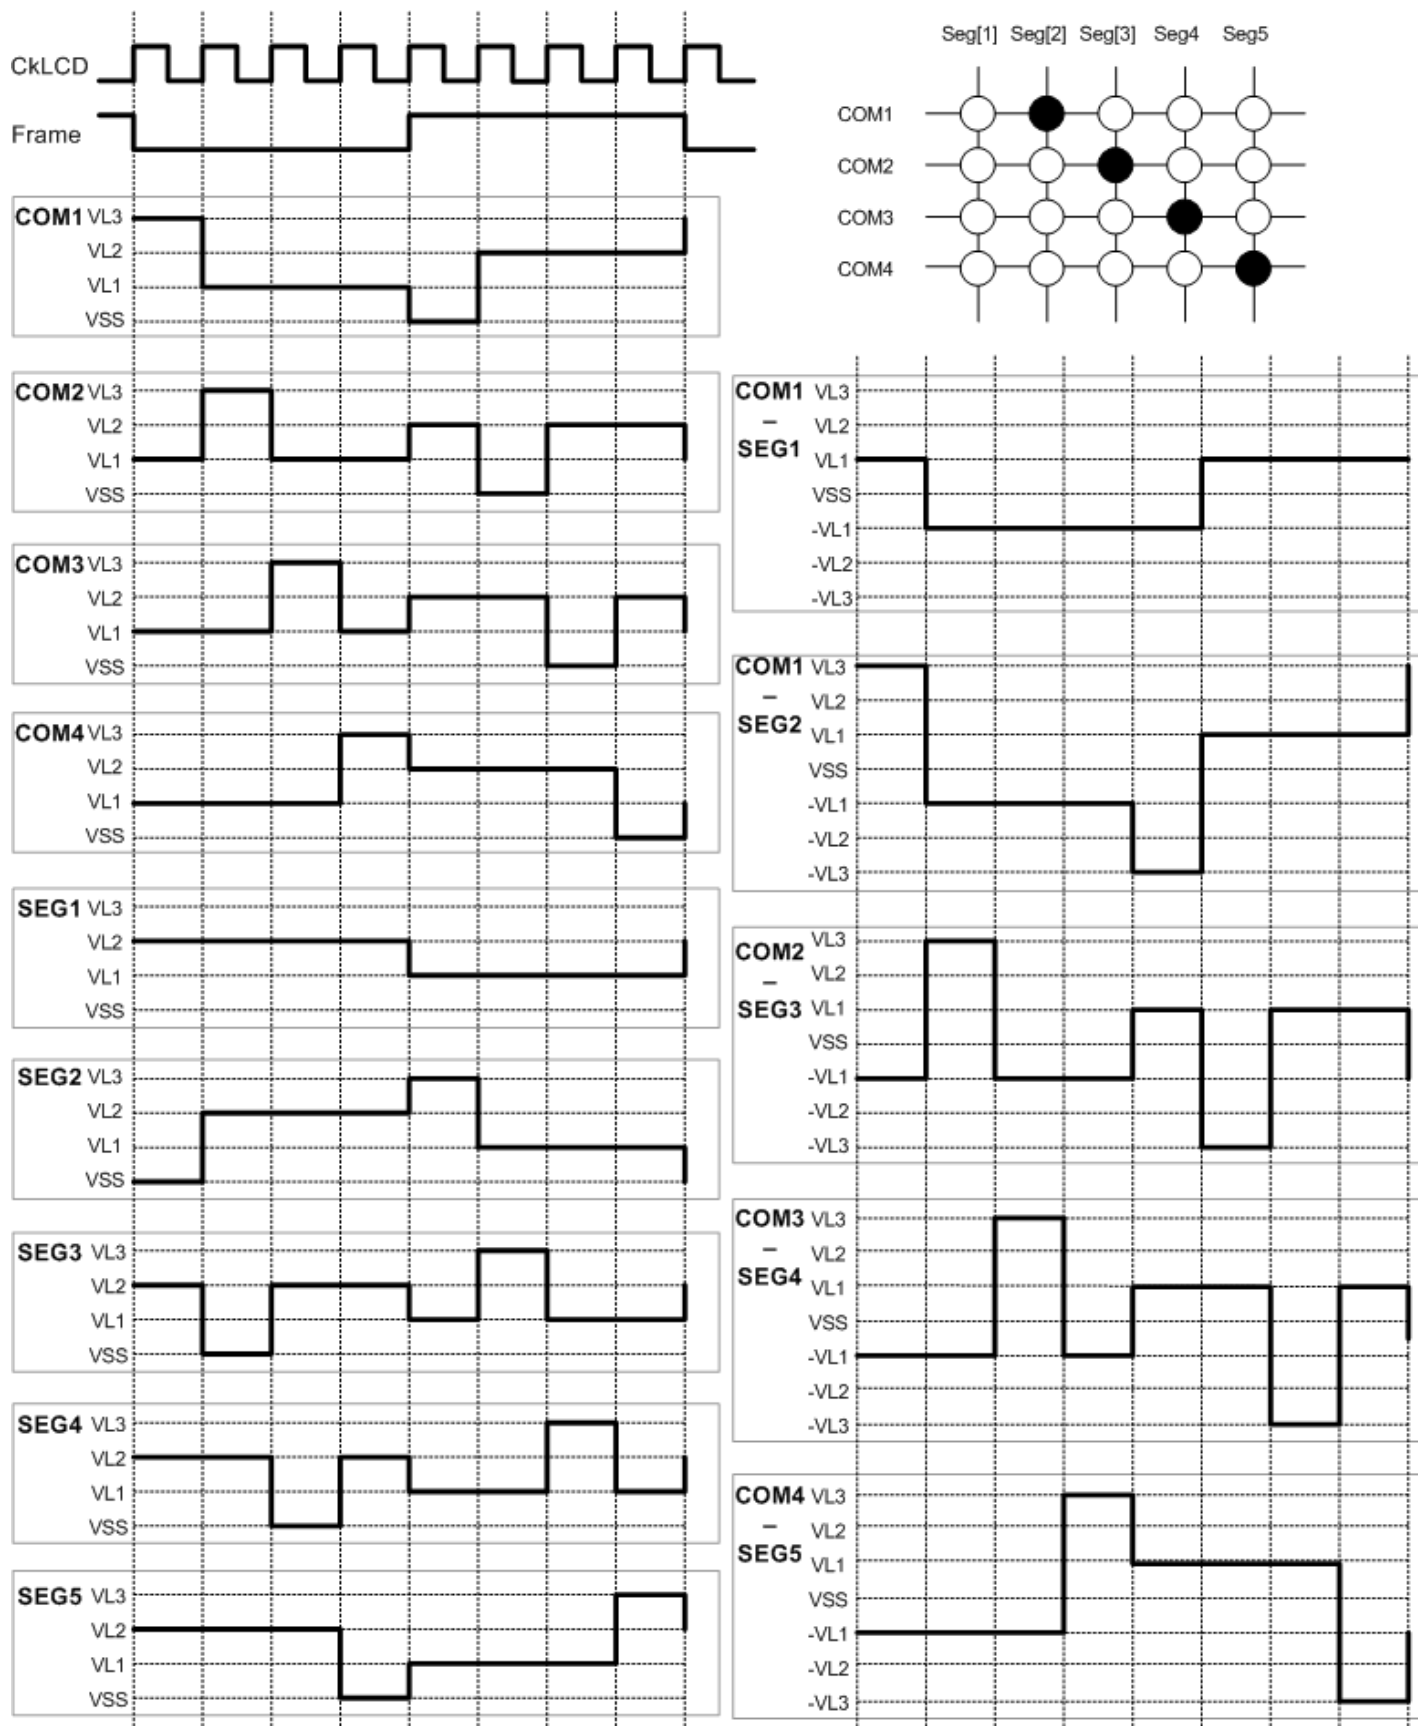 CkLCD
Frame
COM1 VL3
VL2
VL1
VSS
COM2 VL3
VL2
VL1
VSS
COM3 VL3
VL2
VL1
VSS
COM4 VL3
VL2
VL1
VSS
SEG1 VL3
VL2
VL1
VSS
SEG2 VL3
VL2
VL1
VSS
SEG3 VL3
VL2
VL1
VSS
SEG4 VL3
VL2
VL1
VSS
SEG5 VL3
VL2
VL1
VSS
Seg[1] Seg[2] Seg[3] Seg4 Seg5
COM1
COM2
COM3
COM4
COM1 VL3
– VL2
SEG1
VL1
VSS
-VL1
-VL2
-VL3
COM1 VL3
– VL2
SEG2 VL1
VSS
-VL1
-VL2
-VL3
VL3
COM2
– VL2
SEG3 VL1
VSS
-VL1
-VL2
-VL3
COM3 VL3
– VL2
SEG4 VL1
VSS
-VL1
-VL2
-VL3
COM4 VL3
– VL2
SEG5 VL1
VSS
-VL1
-VL2
-VL3